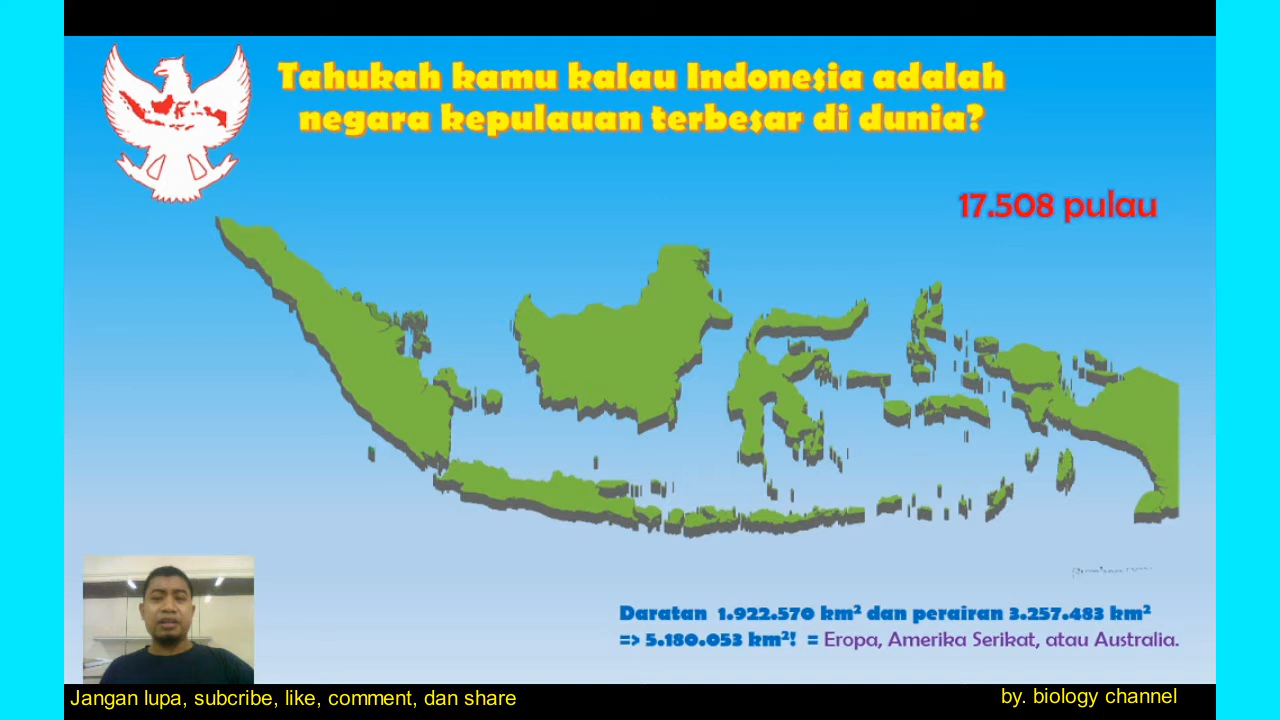 Tahukah kamu kalau Indonesia adalah
negara kepulauan terbesar di dunia?
17.508 pulau
Daratan 1.922.570 km² dan perairan 3.257.483 km²
=> 5.180.053 km²! = Eropa, Amerika Serikat, atau Australia.
Jangan lupa, subcribe, like, comment, dan share
by. biology channel